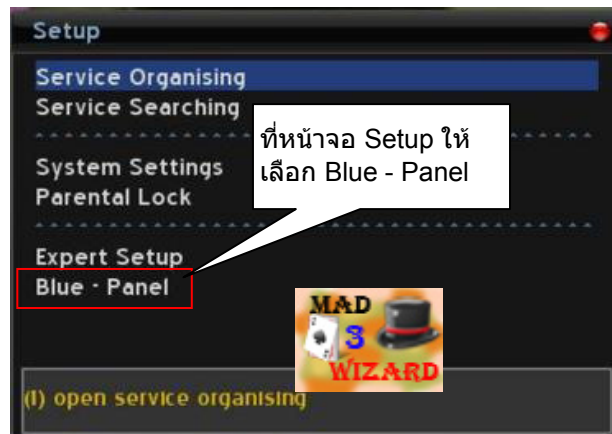 Setup
Service Organising
Service Searching
ที่หน้าจอ Setup ให้
เลือก Blue - Panel
System Settings
Parental Lock
Expert Setup
Blue - Panel
MAD
3
WIZARD
(1) open service organising